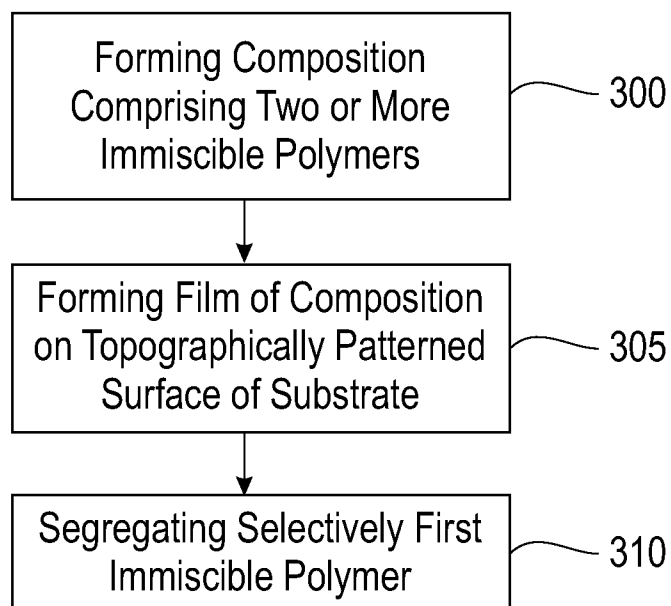 Forming Composition
Comprising Two or More
Immiscible Polymers
300
Forming Film of Composition
on Topographically Patterned
Surface of Substrate
305
Segregating Selectively First
Immiscible Polymer
310